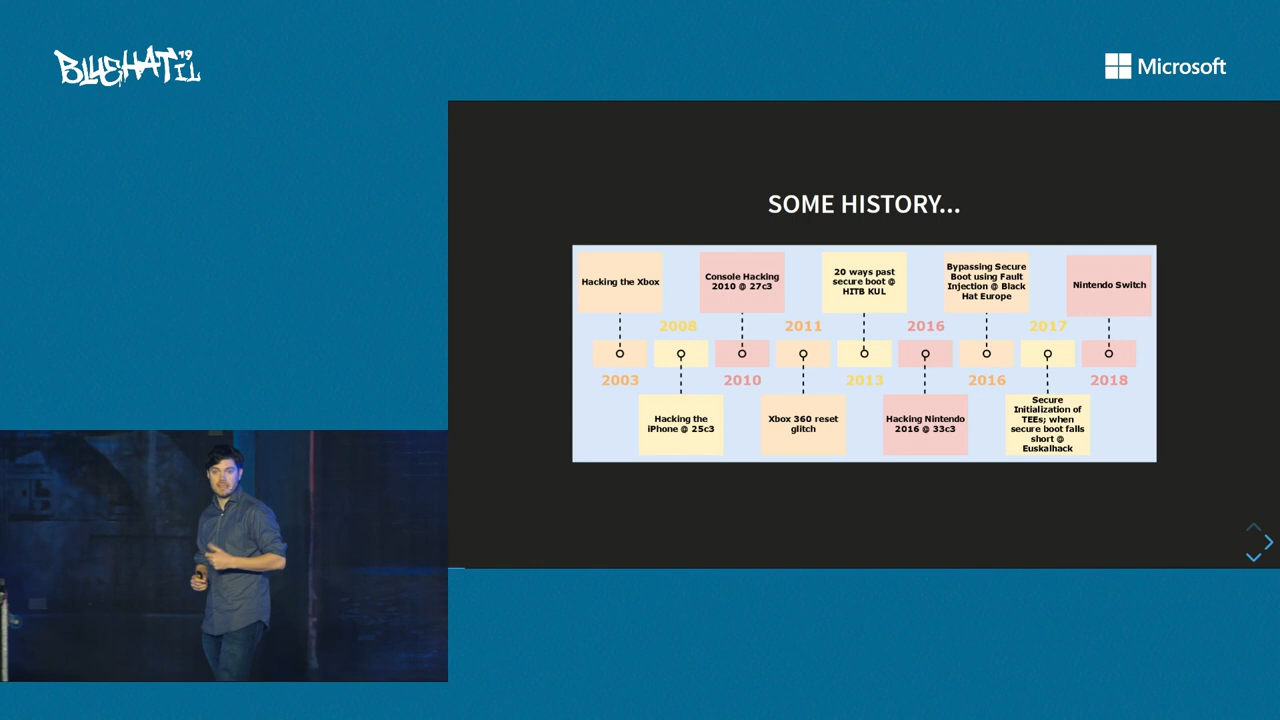 BLUEHAT IL 19
Microsoft
SOME HISTORY...
Hacking the Xbox
Console Hacking
2010 @ 27c3
20 ways past
secure boot @
HITB KUL
Bypassing Secure
Boot using Fault
Injection @ Black
Hat Europe
Nintendo Switch
2008
2011
2016
2017
2003
2010
2013
2016
2018
Hacking the
iPhone @ 25c3
Xbox 360 reset
glitch
Hacking Nintendo
2016 @ 33c3
Secure
Initialization of
TEEs; when
secure boot falls
short @
Euskalhack